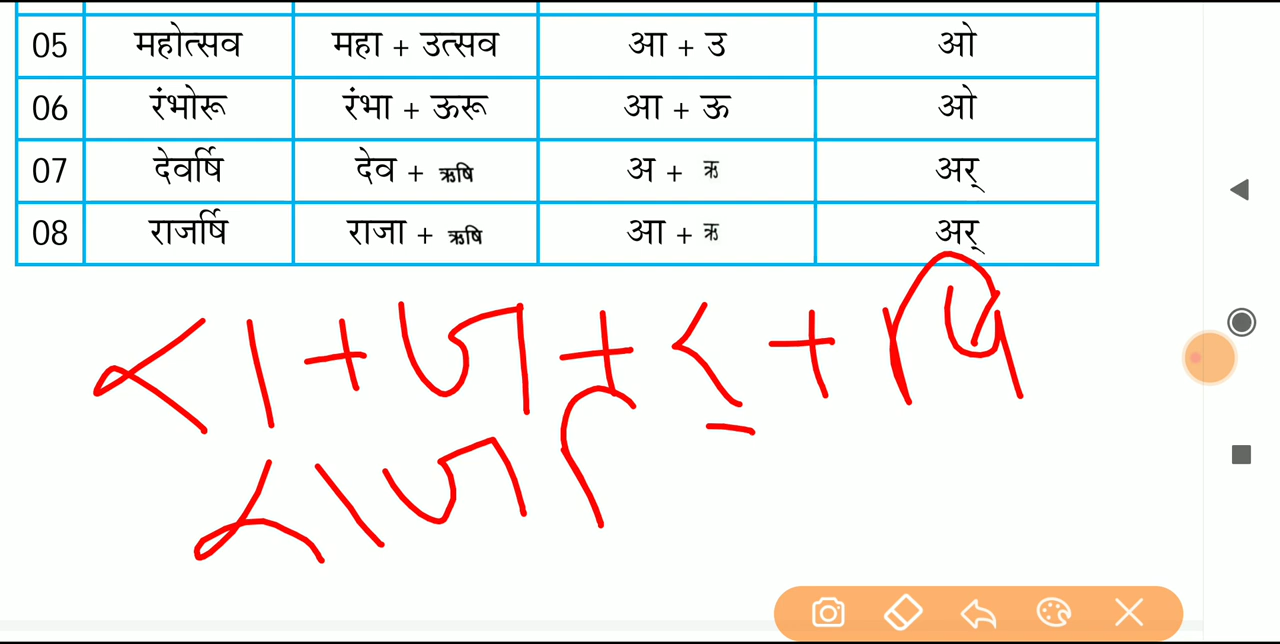 05 महोत्सव महा + उत्सव आ + उ ओ
06 रंभोरू रंभा + ऊरू आ + ऊ ओ
07 देवर्षि देव + ऋषि अ + ऋ अर्
08 राजर्षि राजा + ऋषि आ + ऋ अर्
रा + ज + र् + षि
राज